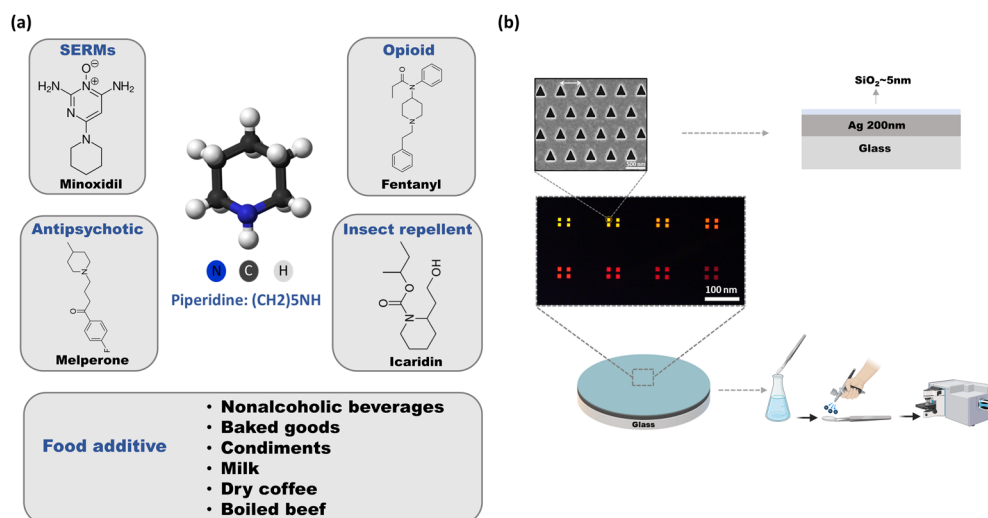 (a)
SERMs
O⊖
N⊕
H₂N
NH₂
N
N
Minoxidil
Opioid
O
N
N
Fentanyl
Antipsychotic
N
O
F
Melperone
Insect repellent
OH
O
O
N
Icaridin
N C H
Piperidine: (CH2)5NH
Food additive
• Nonalcoholic beverages
• Baked goods
• Condiments
• Milk
• Dry coffee
• Boiled beef
(b)
500 nm
SiO₂~5nm
Ag 200nm
Glass
100 nm
Glass